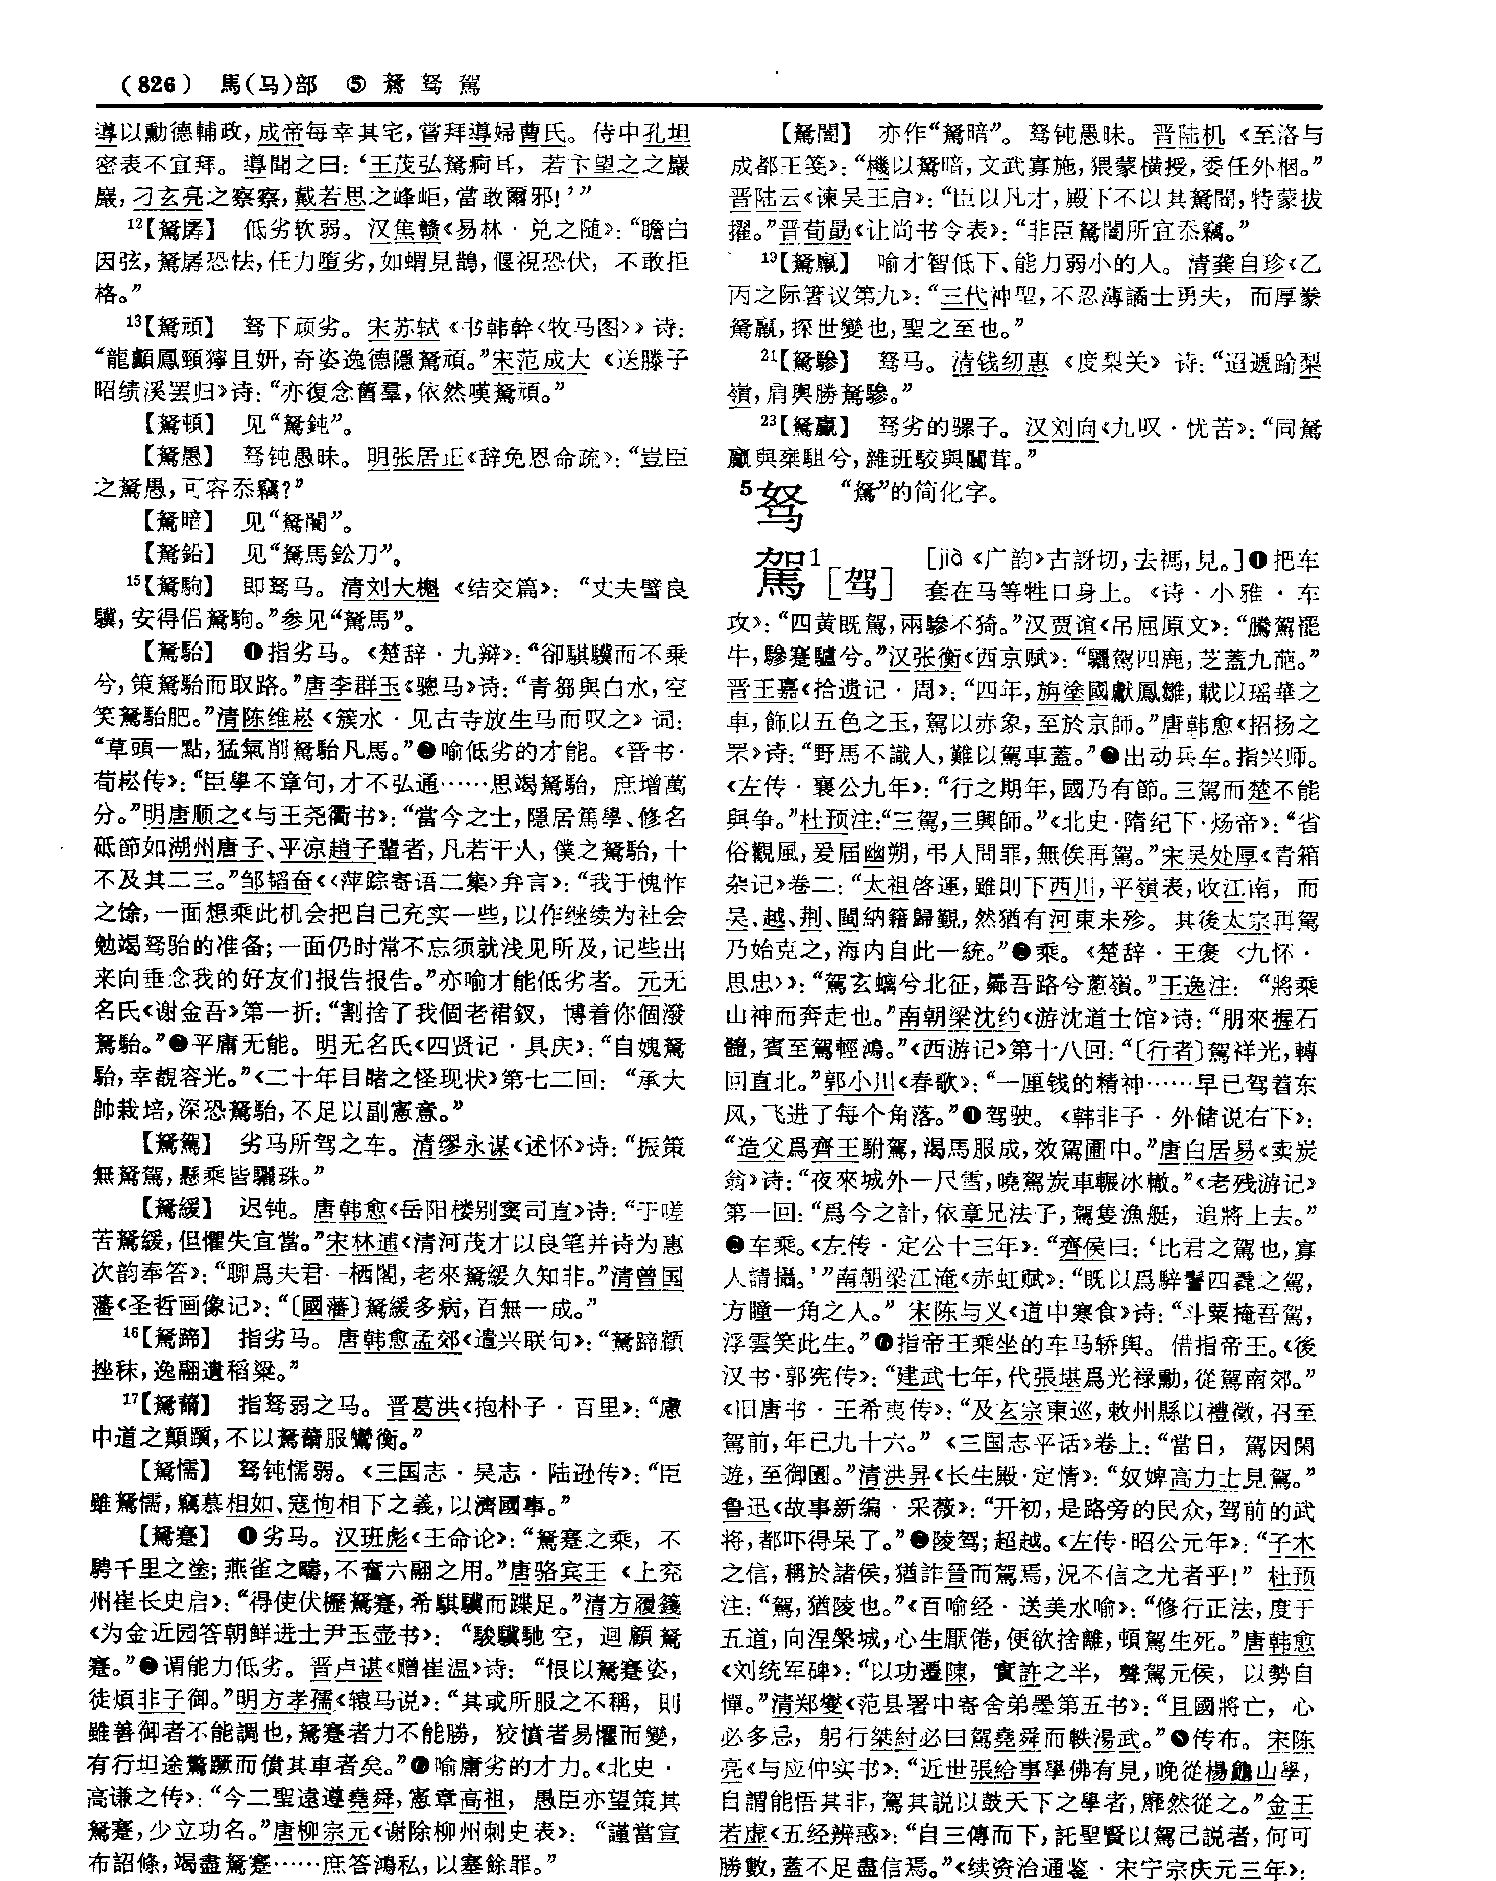 （826） 馬(马)部 ⑤ 駑 驽 駕
導以勳德輔政，成帝每幸其宅，嘗拜導婦曹氏。侍中孔坦
密表不宜拜。導聞之曰：‘王茂弘駑痾耳，若卞望之之巖
巖，刁玄亮之察察，戴若思之峰岠，當敢爾邪！’”
12【駑孱】 低劣软弱。汉焦赣《易林·兑之随》：“瞻白
因弦，駑孱恐怯，任力墮劣，如蝟見鵲，偃視恐伏，不敢拒
格。”
13【駑頑】 驽下顽劣。宋苏轼《书韩幹〈牧马图〉》诗：
“龍顱鳳頸獰且妍，奇姿逸德隱駑頑。”宋范成大《送滕子
昭绩溪罢归》诗：“亦復念舊羣，依然嘆駑頑。”
【駑頓】 见“駑鈍”。
【駑愚】 驽钝愚昧。明张居正《辞免恩命疏》：“豈臣
之駑愚，可容忝竊？”
【駑暗】 见“駑闇”。
【駑鉛】 见“駑馬鈆刀”。
15【駑駒】 即驽马。清刘大櫆《结交篇》：“丈夫譬良
驥，安得侣駑駒。”参见“駑馬”。
【駑駘】 ❶指劣马。《楚辞·九辩》：“卻騏驥而不乘
兮，策駑駘而取路。”唐李群玉《骢马》诗：“青芻與白水，空
笑駑駘肥。”清陈维崧《簇水·见古寺放生马而叹之》词：
“草頭一點，猛氣削駑駘凡馬。”❷喻低劣的才能。《晋书·
荀崧传》：“臣學不章句，才不弘通……思竭駑駘，庶增萬
分。”明唐顺之《与王尧衢书》：“當今之士，隱居篤學、修名
砥節如湖州唐子、平凉趙子輩者，凡若干人，僕之駑駘，十
不及其二三。”邹韬奋《〈萍踪寄语二集〉弁言》：“我于愧怍
之馀，一面想乘此机会把自己充实一些，以作继续为社会
勉竭驽骀的准备；一面仍时常不忘须就浅见所及，记些出
来向垂念我的好友们报告报告。”亦喻才能低劣者。元无
名氏《谢金吾》第一折：“割捨了我個老裙釵，博着你個潑
駑駘。”❸平庸无能。明无名氏《四贤记·具庆》：“自媿駑
駘，幸覩容光。”《二十年目睹之怪现状》第七二回：“承大
帥栽培，深恐駑駘，不足以副憲意。”
【駑駕】 劣马所驾之车。清缪永谋《述怀》诗：“振策
無駑駕，懸乘皆驪珠。”
【駑緩】 迟钝。唐韩愈《岳阳楼别窦司直》诗：“于嗟
苦駑緩，但懼失宜當。”宋林逋《清河茂才以良笔并诗为惠
次韵奉答》：“聊爲夫君一栖閣，老來駑緩久知非。”清曾国
藩《圣哲画像记》：“〔國藩〕駑緩多病，百無一成。”
16【駑蹄】 指劣马。唐韩愈孟郊《遣兴联句》：“駑蹄顧
挫秣，逸翮遺稻粱。”
17【駑薾】 指驽弱之马。晋葛洪《抱朴子·百里》：“慮
中道之顛躓，不以駑薾服鸞衡。”
【駑懦】 驽钝懦弱。《三国志·吴志·陆逊传》：“臣
雖駑懦，竊慕相如、寇恂相下之義，以濟國事。”
【駑蹇】 ❶劣马。汉班彪《王命论》：“駑蹇之乘，不
騁千里之塗；燕雀之疇，不奮六翮之用。”唐骆宾王《上兖
州崔长史启》：“得使伏櫪駑蹇，希騏驥而蹀足。”清方履籛
《为金近园答朝鲜进士尹玉壶书》：“駿驥馳空，迴顧駑
蹇。”❷谓能力低劣。晋卢谌《赠崔温》诗：“恨以駑蹇姿，
徒煩非子御。”明方孝孺《辕马说》：“其或所服之不稱，則
雖善御者不能調也，駑蹇者力不能勝，狡憤者易懼而變，
有行坦途驚蹶而僨其車者矣。”❸喻庸劣的才力。《北史·
高谦之传》：“今二聖遠遵堯舜，憲章高祖，愚臣亦望策其
駑蹇，少立功名。”唐柳宗元《谢除柳州刺史表》：“謹當宣
布詔條，竭盡駑蹇……庶答鴻私，以塞餘罪。”
【駑闇】 亦作“駑暗”。驽钝愚昧。晋陆机《至洛与
成都王笺》：“機以駑暗，文武寡施，猥蒙横授，委任外梱。”
晋陆云《谏吴王启》：“臣以凡才，殿下不以其駑闇，特蒙拔
擢。”晋荀勗《让尚书令表》：“非臣駑闇所宜忝竊。”
19【駑羸】 喻才智低下、能力弱小的人。清龚自珍《乙
丙之际箸议第九》：“三代神聖，不忍薄譎士勇夫，而厚豢
駑羸，探世變也，聖之至也。”
21【駑驂】 驽马。清钱纫惠《度梨关》诗：“迢遞踰梨
嶺，肩輿勝駑驂。”
23【駑驘】 驽劣的骡子。汉刘向《九叹·忧苦》：“同駑
驘與椉駔兮，雜班駮與闒茸。”
5驽 “駑”的简化字。
駕1［驾］ ［jià《广韵》古訝切，去禡，見。］❶把车
套在马等牲口身上。《诗·小雅·车
攻》：“四黄既駕，兩驂不猗。”汉贾谊《吊屈原文》：“騰駕罷
牛，驂蹇驢兮。”汉张衡《西京赋》：“驪駕四鹿，芝蓋九葩。”
晋王嘉《拾遗记·周》：“四年，旃塗國獻鳳雛，載以瑶華之
車，飾以五色之玉，駕以赤象，至於京師。”唐韩愈《招扬之
罘》诗：“野馬不識人，難以駕車蓋。”❷出动兵车。指兴师。
《左传·襄公九年》：“行之期年，國乃有節。三駕而楚不能
與争。”杜预注：“三駕，三興師。”《北史·隋纪下·炀帝》：“省
俗觀風，爰届幽朔，弔人問罪，無俟再駕。”宋吴处厚《青箱
杂记》卷二：“太祖啓運，雖則下西川，平嶺表，收江南，而
吴、越、荆、閩納籍歸覲，然猶有河東未殄。其後太宗再駕
乃始克之，海内自此一統。”❸乘。《楚辞·王褒〈九怀·
思忠〉》：“駕玄螭兮北征，曏吾路兮葱嶺。”王逸注：“將乘
山神而奔走也。”南朝梁沈约《游沈道士馆》诗：“朋來握石
髓，賓至駕輕鴻。”《西游记》第十八回：“〔行者〕駕祥光，轉
回直北。”郭小川《春歌》：“一厘钱的精神……早已驾着东
风，飞进了每个角落。”❹驾驶。《韩非子·外储说右下》：
“造父爲齊王駙駕，渴馬服成，效駕圃中。”唐白居易《卖炭
翁》诗：“夜來城外一尺雪，曉駕炭車輾冰轍。”《老残游记》
第一回：“爲今之計，依章兄法子，駕隻漁艇，追將上去。”
❺车乘。《左传·定公十三年》：“齊侯曰：‘比君之駕也，寡
人請攝。’”南朝梁江淹《赤虹赋》：“既以爲騂髻四毳之駕，
方瞳一角之人。”宋陈与义《道中寒食》诗：“斗粟掩吾駕，
浮雲笑此生。”❻指帝王乘坐的车马轿舆。借指帝王。《後
汉书·郭宪传》：“建武七年，代張堪爲光禄勳，從駕南郊。”
《旧唐书·王希夷传》：“及玄宗東巡，敕州縣以禮徵，召至
駕前，年已九十六。”《三国志平话》卷上：“當日，駕因閑
遊，至御園。”清洪昇《长生殿·定情》：“奴婢高力士見駕。”
鲁迅《故事新编·采薇》：“开初，是路旁的民众，驾前的武
将，都吓得呆了。”❼陵驾；超越。《左传·昭公元年》：“子木
之信，稱於諸侯，猶詐晉而駕焉，況不信之尤者乎！”杜预
注：“駕，猶陵也。”《百喻经·送美水喻》：“修行正法，度于
五道，向涅槃城，心生厭倦，便欲捨離，頓駕生死。”唐韩愈
《刘统军碑》：“以功遷陳，實許之半，聲駕元侯，以勢自
憚。”清郑燮《范县署中寄舍弟墨第五书》：“且國將亡，心
必多忌，躬行桀紂必曰駕堯舜而軼湯武。”❽传布。宋陈
亮《与应仲实书》：“近世張給事學佛有見，晚從楊龜山學，
自謂能悟其非，駕其説以鼓天下之學者，靡然從之。”金王
若虚《五经辨惑》：“自三傳而下，託聖賢以駕己説者，何可
勝數，蓋不足盡信焉。”《续资治通鉴·宋宁宗庆元三年》：